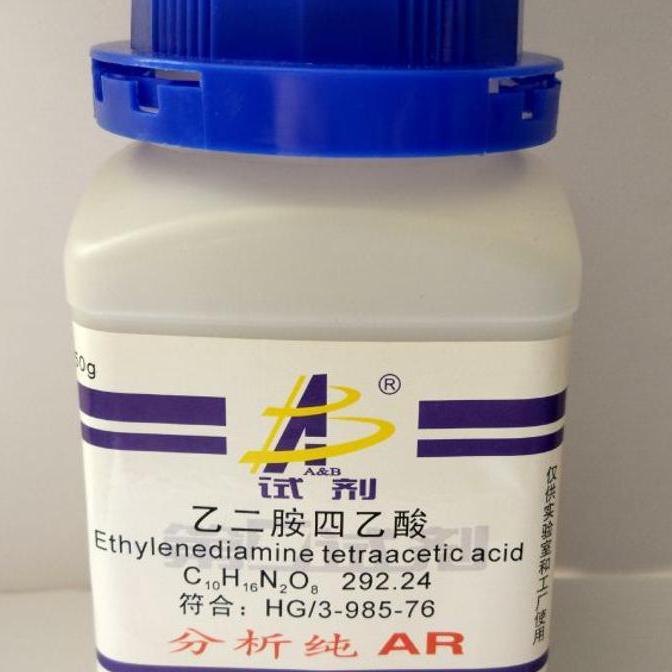 50g
®
A&B
试剂
乙二胺四乙酸
Ethylenediamine tetraacetic acid
C₁₀H₁₆N₂O₈ 292.24
符合：HG/3-985-76
分析纯 AR
仅供实验室和工厂使用